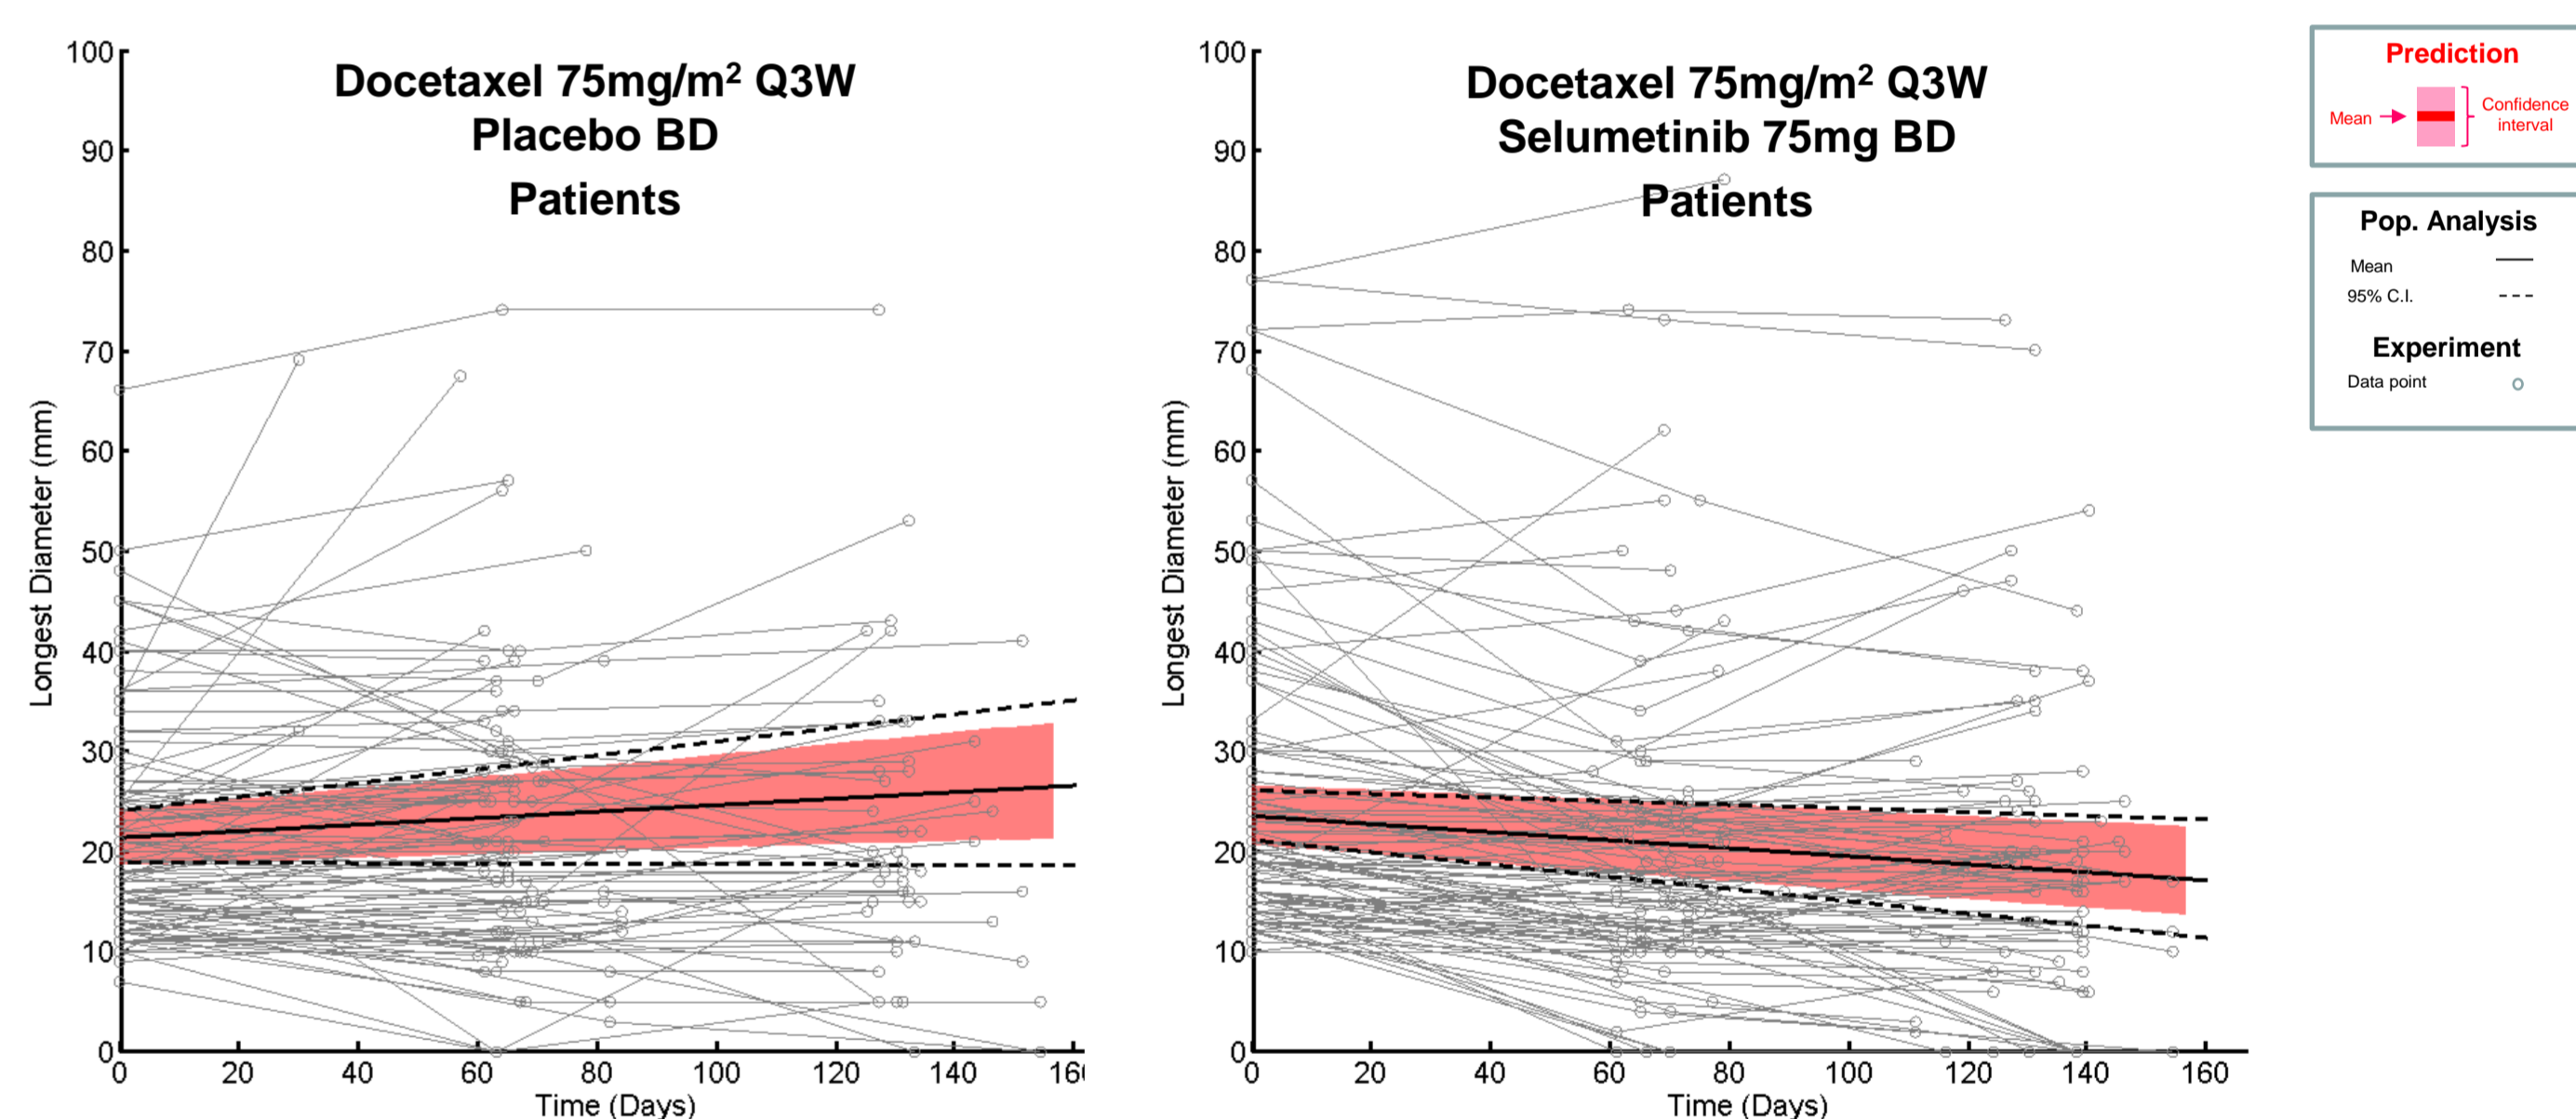 Docetaxel 75mg/m² Q3W
Placebo BD
Patients
Longest Diameter (mm)
100
90
80
70
60
50
40
30
20
10
0
0 20 40 60 80 100 120 140 160
Time (Days)
Docetaxel 75mg/m² Q3W
Selumetinib 75mg BD
Patients
Longest Diameter (mm)
100
90
80
70
60
50
40
30
20
10
0
0 20 40 60 80 100 120 140 160
Time (Days)
Prediction
Mean
Confidence
interval
Pop. Analysis
Mean
95% C.I.
Experiment
Data point